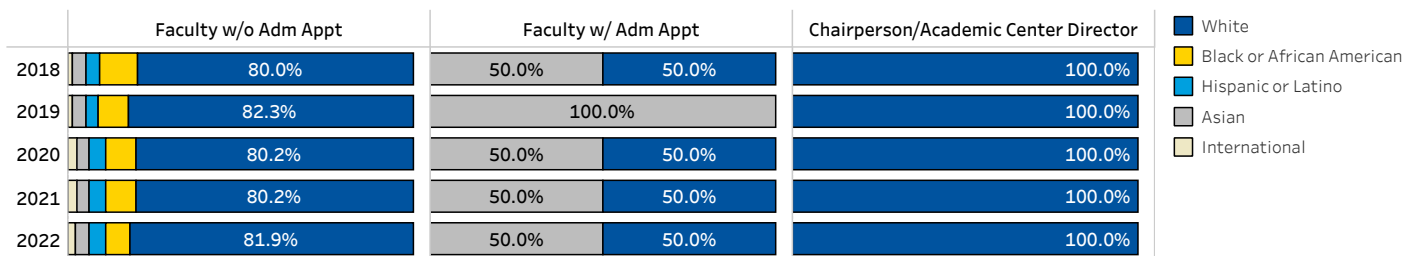 Faculty w/o Adm Appt Faculty w/ Adm Appt Chairperson/Academic Center Director
2018 80.0% 50.0% 50.0% 100.0%
2019 82.3% 100.0% 100.0%
2020 80.2% 50.0% 50.0% 100.0%
2021 80.2% 50.0% 50.0% 100.0%
2022 81.9% 50.0% 50.0% 100.0%
White
Black or African American
Hispanic or Latino
Asian
International